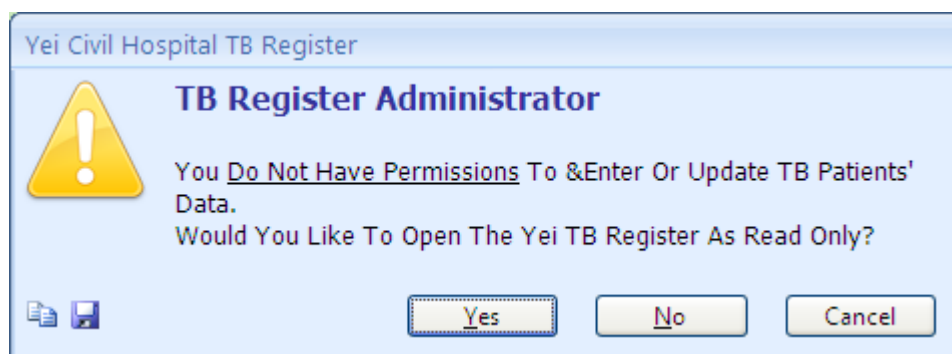 Yei Civil Hospital TB Register
TB Register Administrator
You Do Not Have Permissions To &Enter Or Update TB Patients'
Data.
Would You Like To Open The Yei TB Register As Read Only?
Yes No Cancel